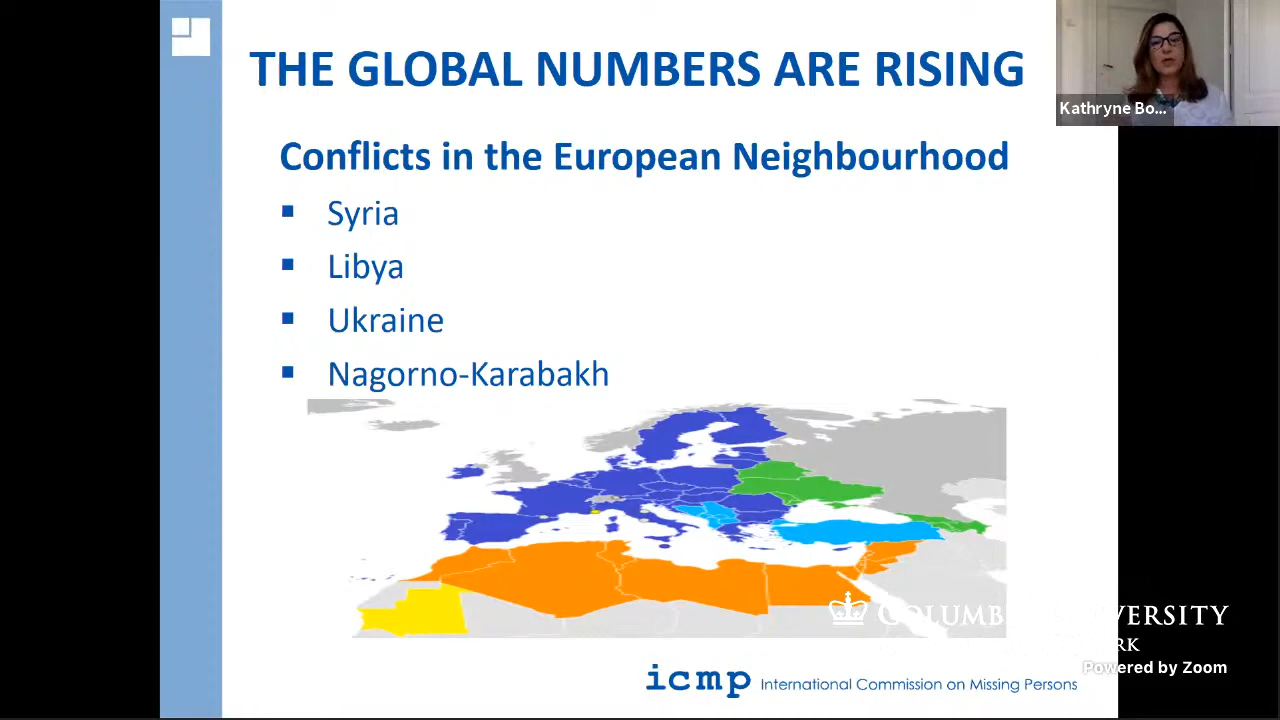 THE GLOBAL NUMBERS ARE RISING
Kathryne Bo...
Conflicts in the European Neighbourhood
▪ Syria
▪ Libya
▪ Ukraine
▪ Nagorno-Karabakh
icmp International Commission on Missing Persons
Powered by Zoom